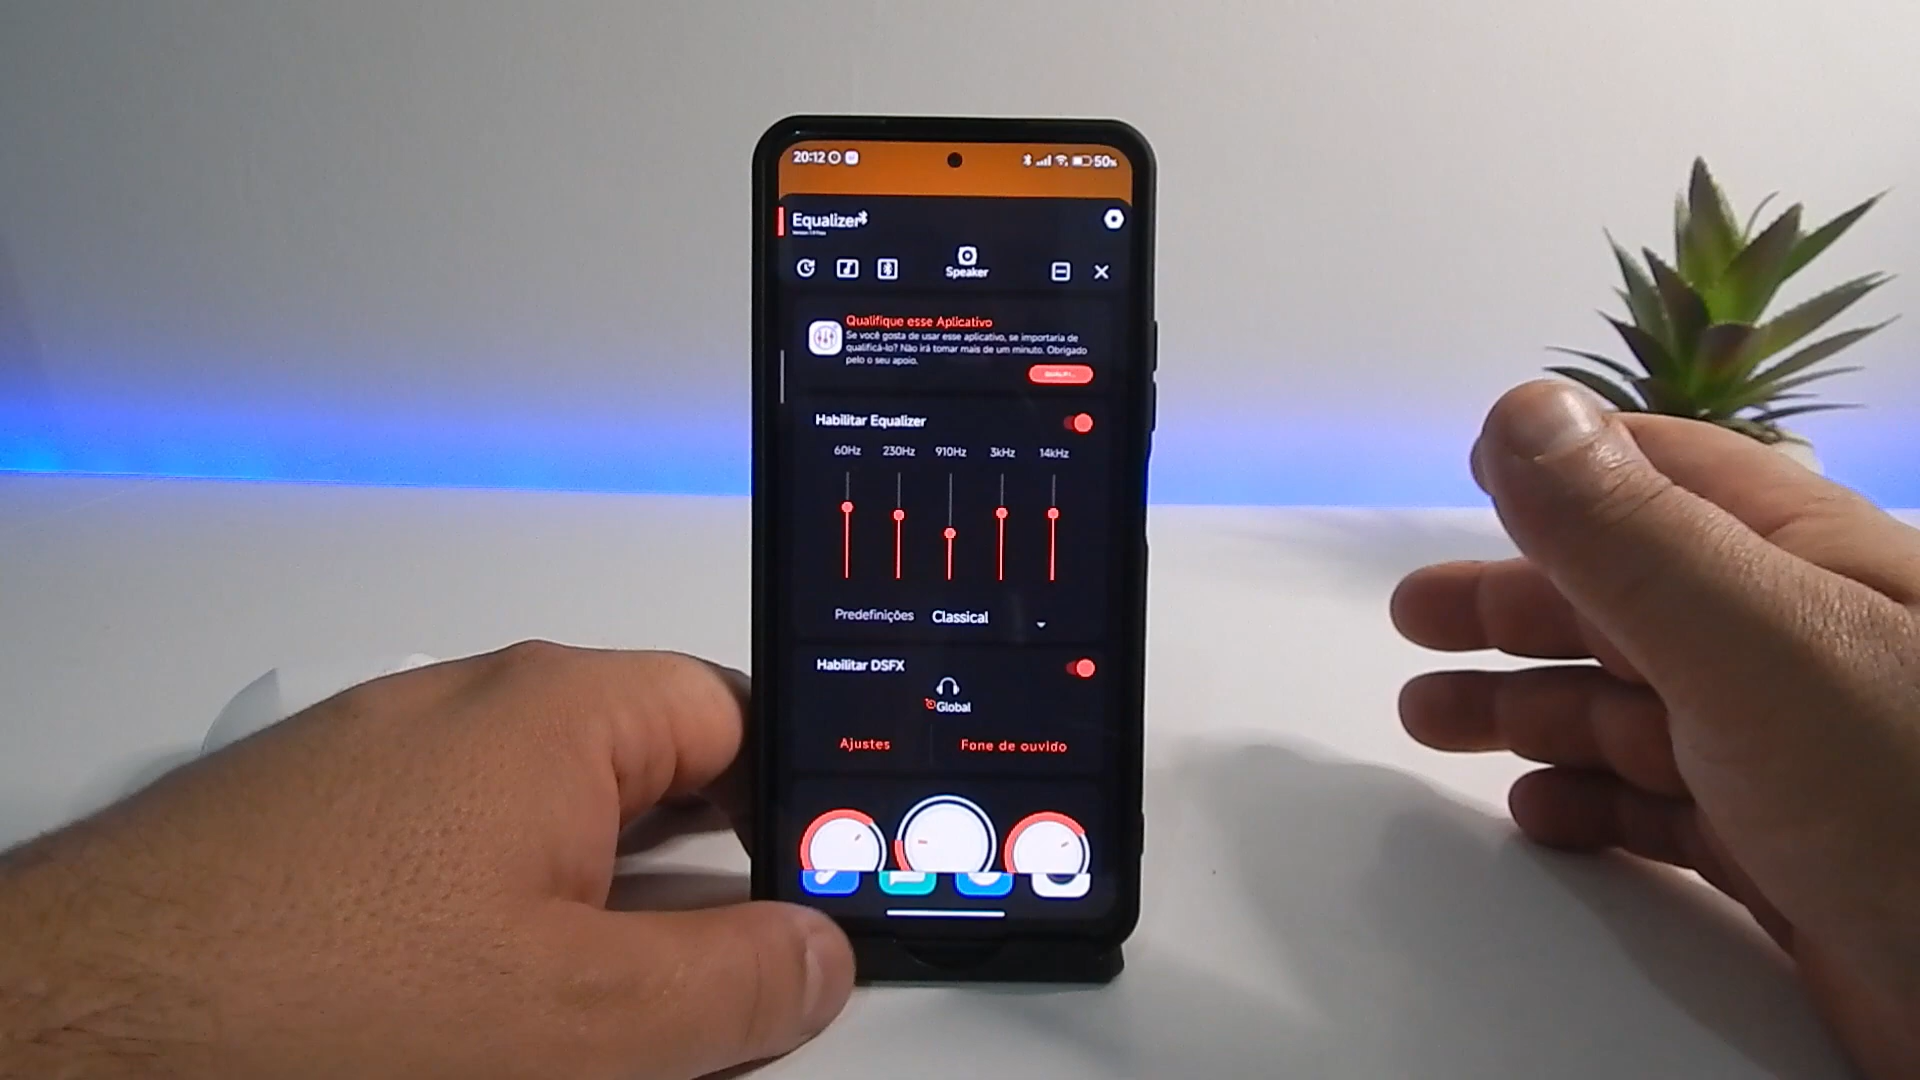 20:12
50%
Equalizer
Speaker
Qualifique esse Aplicativo
Se você gosta de usar esse aplicativo, se importaria de
qualificá-lo? Não irá tomar mais de um minuto. Obrigado
pelo o seu apoio.
Habilitar Equalizer
60Hz 230Hz 910Hz 3kHz 14kHz
Predefinições Classical
Habilitar DSFX
Global
Ajustes Fone de ouvido